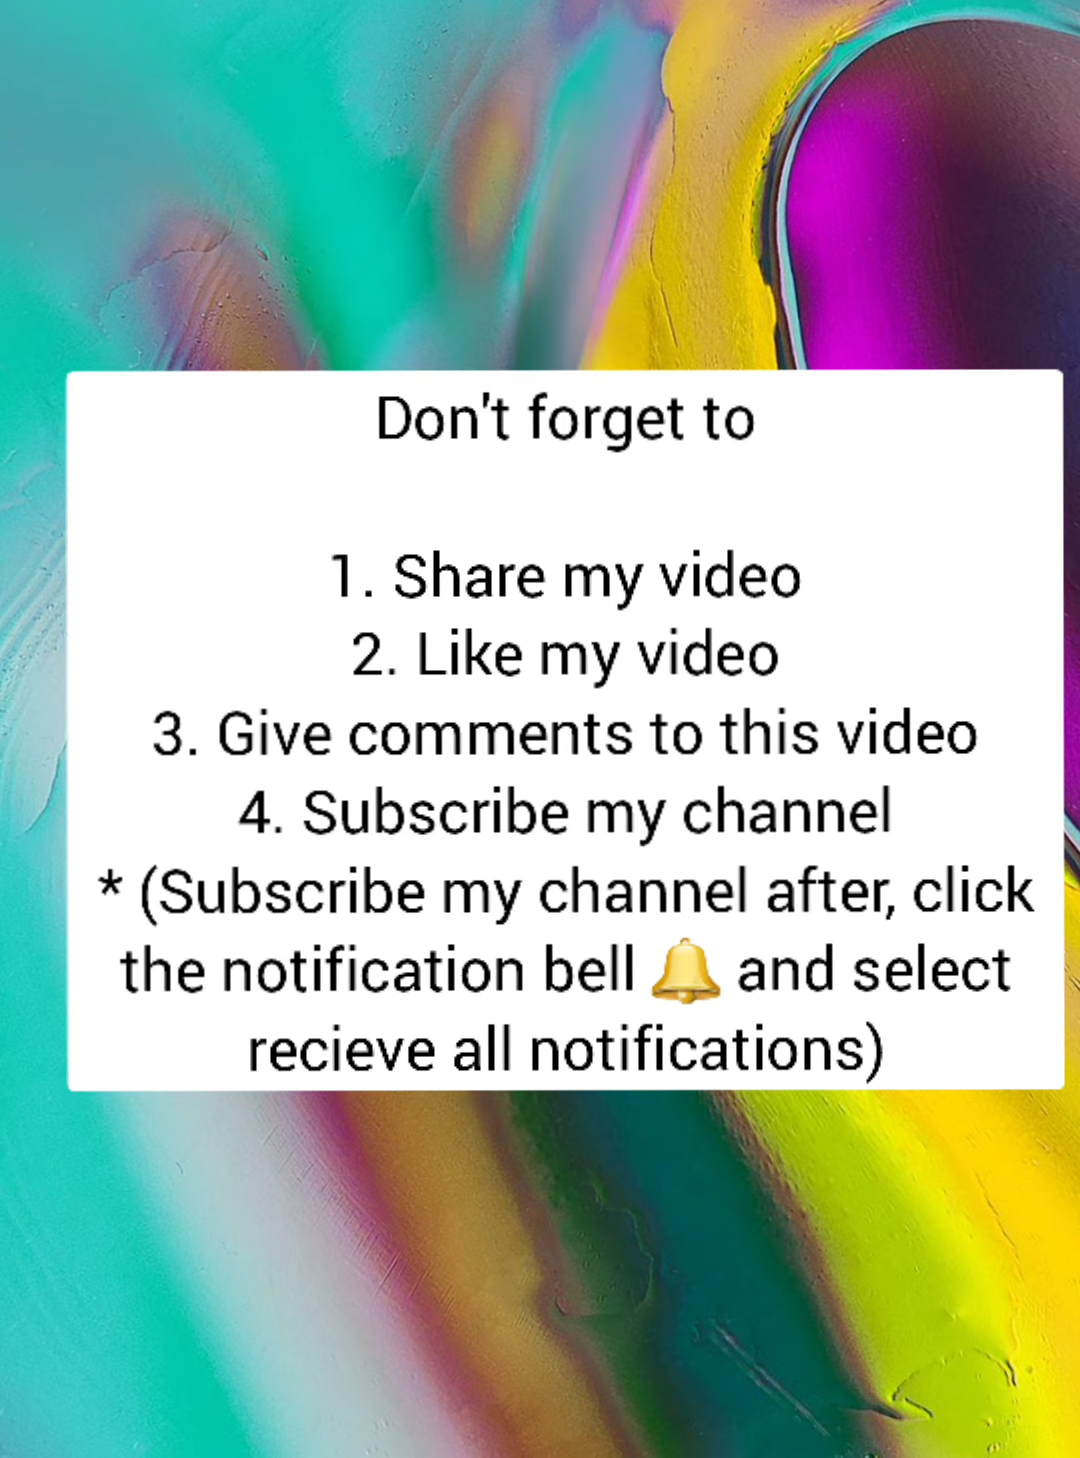 Don't forget to
1. Share my video
2. Like my video
3. Give comments to this video
4. Subscribe my channel
* (Subscribe my channel after, click
the notification bell 🔔 and select
recieve all notifications)